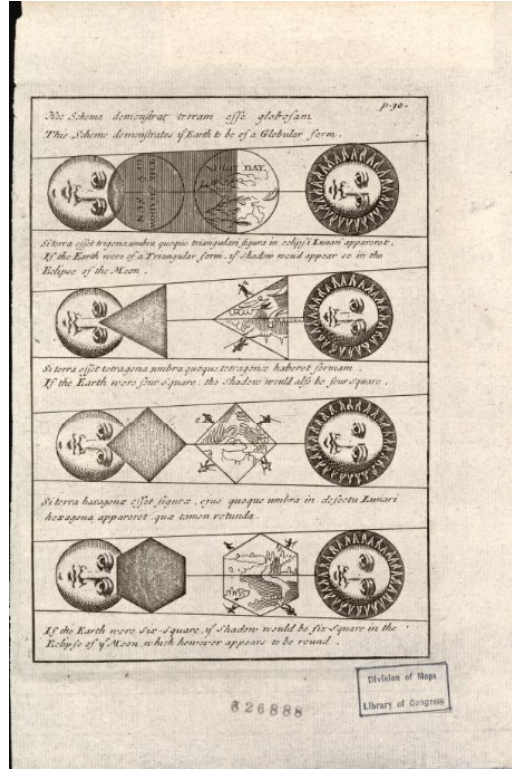 p.30.
Hoc Schema demonstrat terram esse globosam
This Scheme demonstrates yͤ Earth to be of a Globular form.
NIGHT DAY
Si terra esset trigona, umbra quoque triangulari figura in eclipsi Lunari appareret.
If the Earth were of a Triangular form, yͤ Shadow woud appear so in the
Eclipse of the Moon.
Si terra esset tetragona umbra quoque tetragonæ haberet formam
If the Earth were four Square, the Shadow would also be four Square.
Si terra hexagonæ esset figuræ, ejus quoque umbra in defectu Lunari
hexagona appareret, quæ tamen rotunda.
If the Earth were Six-Square, yͤ Shadow would be six Square in the
Eclipse of yͤ Moon, which however appears to be round.
626888
Division of Maps
Library of Congress